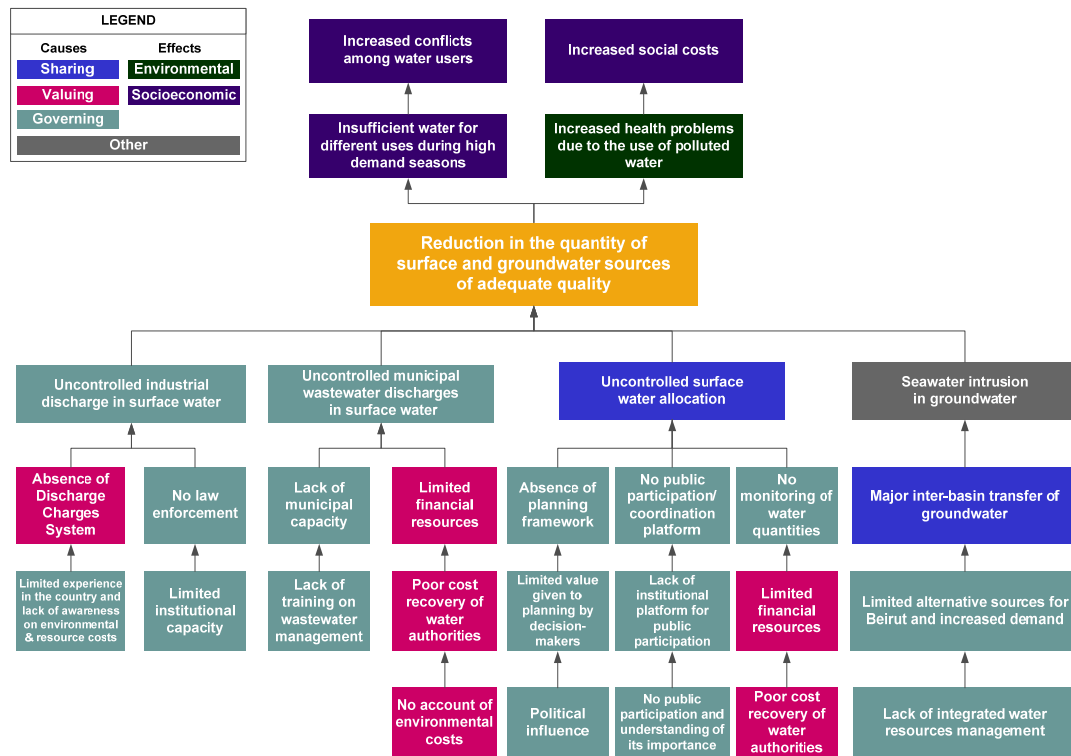 LEGEND
Causes
Effects
Sharing
Environmental
Valuing
Socioeconomic
Governing
Other
Increased conflicts
among water users
Increased social costs
Insufficient water for
different uses during high
demand seasons
Increased health problems
due to the use of polluted
water
Reduction in the quantity of
surface and groundwater sources
of adequate quality
Uncontrolled industrial
discharge in surface water
Uncontrolled municipal
wastewater discharges
in surface water
Uncontrolled surface
water allocation
Seawater intrusion
in groundwater
Absence of
Discharge
Charges
System
No law
enforcement
Lack of
municipal
capacity
Limited
financial
resources
Absence of
planning
framework
No public
participation/
coordination
platform
No
monitoring of
water
quantities
Major inter-basin transfer of
groundwater
Limited experience
in the country and
lack of awareness
on environmental
& resource costs
Limited
institutional
capacity
Lack of
training on
wastewater
management
Poor cost
recovery of
water
authorities
Limited value
given to
planning by
decision-
makers
Lack of
institutional
platform for
public
participation
Limited
financial
resources
Limited alternative sources for
Beirut and increased demand
No account of
environmental
costs
Political
influence
No public
participation and
understanding of
its importance
Poor cost
recovery of
water
authorities
Lack of integrated water
resources management